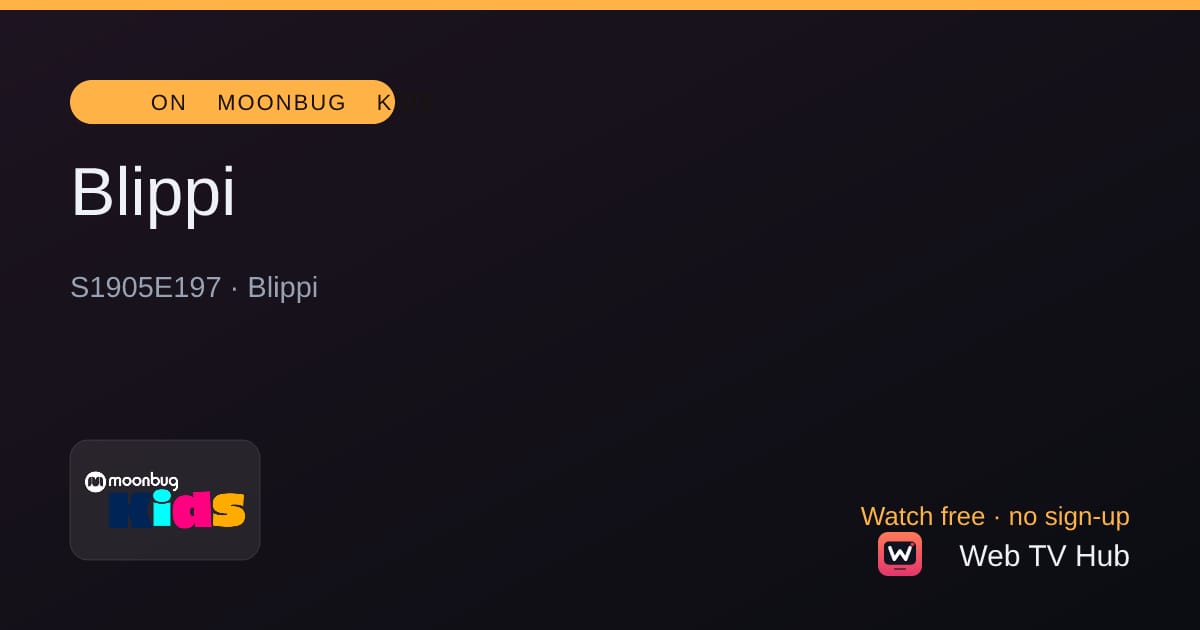 ON MOONBUG K
Blippi
S1905E197 · Blippi
moonbug
Kids
Watch free · no sign-up
W
Web TV Hub